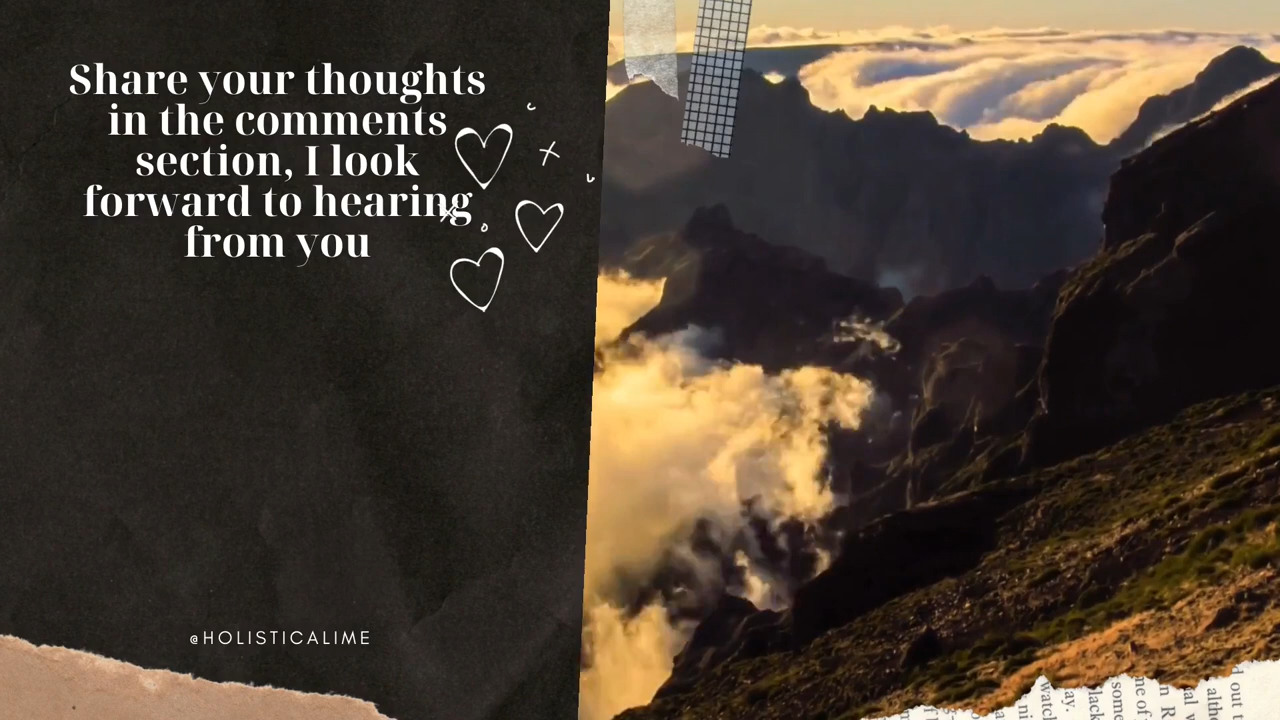 Share your thoughts
in the comments
section, I look
forward to hearing
from you
@HOLISTICALIME